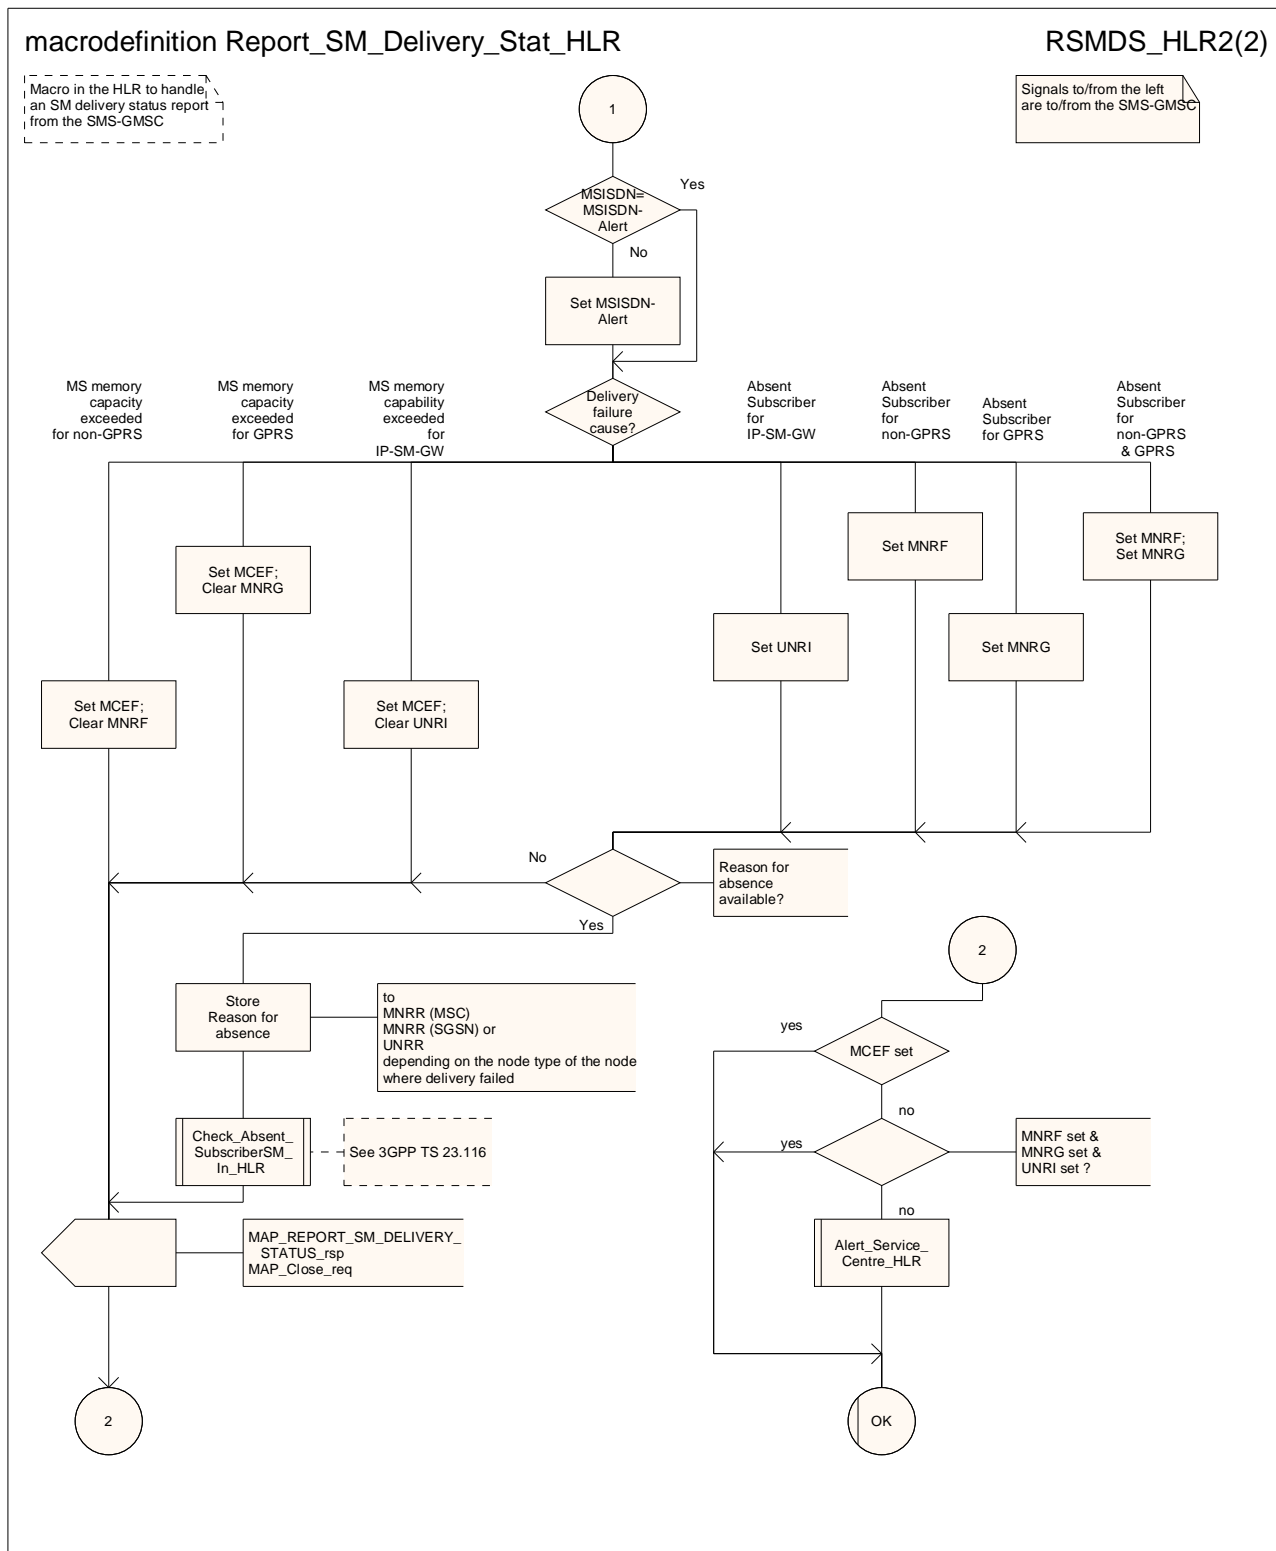 macrodefinition Report_SM_Delivery_Stat_HLR
RSMDS_HLR2(2)
Macro in the HLR to handle
an SM delivery status report
from the SMS-GMSC
Signals to/from the left
are to/from the SMS-GMSC
1
MSISDN=
MSISDN-
Alert
Yes
No
Set MSISDN-
Alert
Delivery
failure
cause?
MS memory
capacity
exceeded
for non-GPRS
MS memory
capacity
exceeded
for GPRS
MS memory
capability
exceeded
for
IP-SM-GW
Absent
Subscriber
for
IP-SM-GW
Absent
Subscriber
for
non-GPRS
Absent
Subscriber
for GPRS
Absent
Subscriber
for
non-GPRS
& GPRS
Set MCEF;
Clear MNRG
Set MNRF
Set MNRF;
Set MNRG
Set UNRI
Set MNRG
Set MCEF;
Clear MNRF
Set MCEF;
Clear UNRI
No
Reason for
absence
available?
Yes
Store
Reason for
absence
to
MNRR (MSC)
MNRR (SGSN) or
UNRR
depending on the node type of the node
where delivery failed
Check_Absent_
SubscriberSM_
In_HLR
See 3GPP TS 23.116
MAP_REPORT_SM_DELIVERY_
STATUS_rsp
MAP_Close_req
2
2
yes
MCEF set
no
yes
MNRF set &
MNRG set &
UNRI set ?
no
Alert_Service_
Centre_HLR
OK